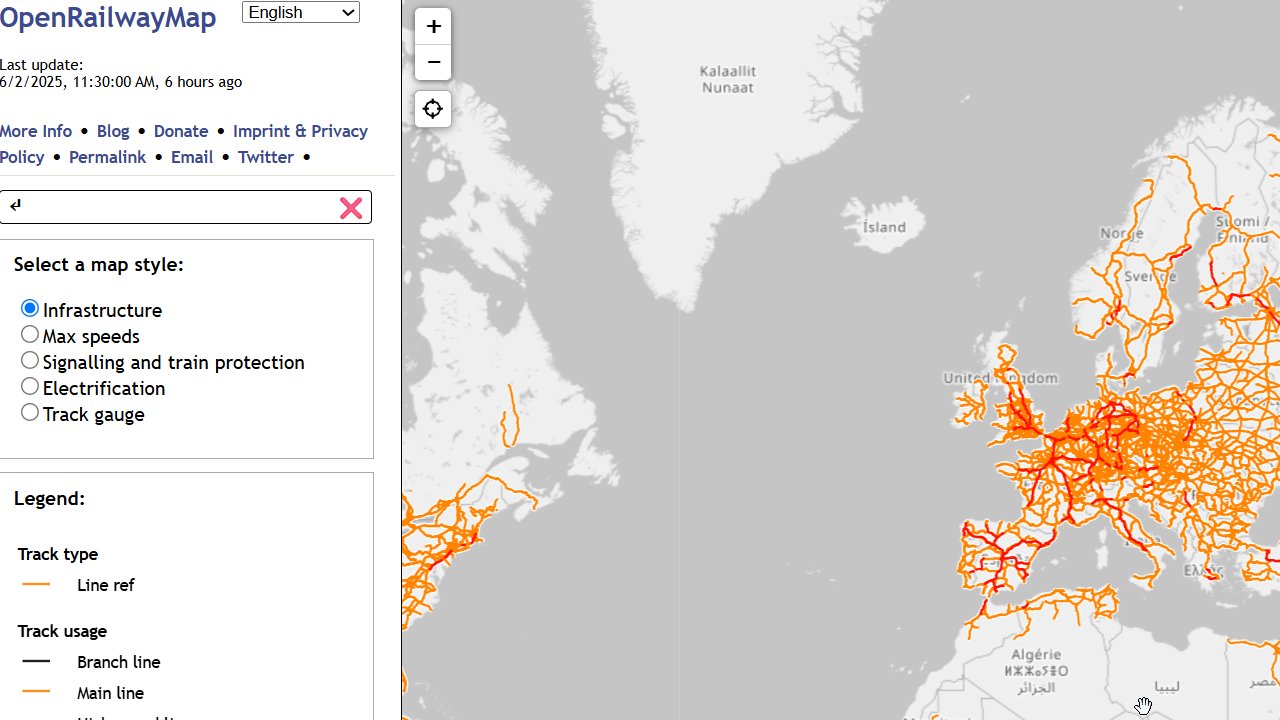 OpenRailwayMap
English
Last update:
6/2/2025, 11:30:00 AM, 6 hours ago
More Info • Blog • Donate • Imprint & Privacy
Policy • Permalink • Email • Twitter •
Select a map style:
Infrastructure
Max speeds
Signalling and train protection
Electrification
Track gauge
Legend:
Track type
Line ref
Track usage
Branch line
Main line
+
−
Kalaallit
Nunaat
Ísland
Norge
Suomi /
Finland
Sverige
United Kingdom
Ελλάς
Algérie
ⵍⵣⵣⴰⵢⴻⵔ
الجزائر
ليبيا
مصر